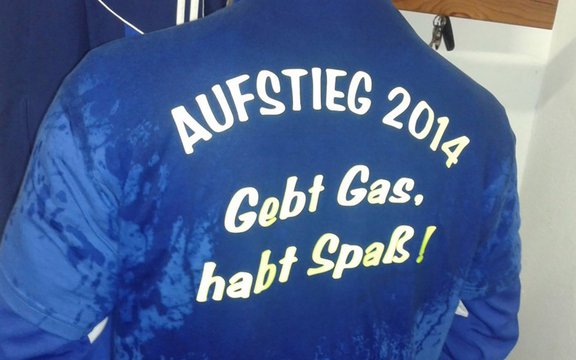 AUFSTIEG 2014
Gebt Gas,
habt Spaß!